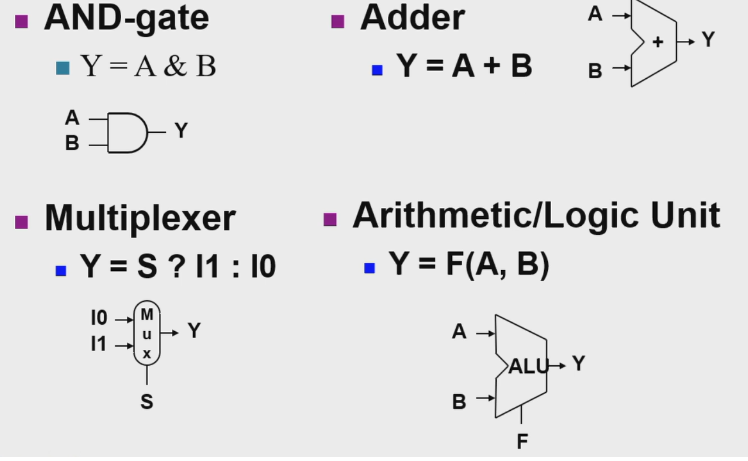 AND-gate
Y = A & B
A
B
Y
Adder
Y = A + B
A
B
+
Y
Multiplexer
Y = S ? I1 : I0
I0
I1
M
u
x
Y
S
Arithmetic/Logic Unit
Y = F(A, B)
A
B
ALU
Y
F